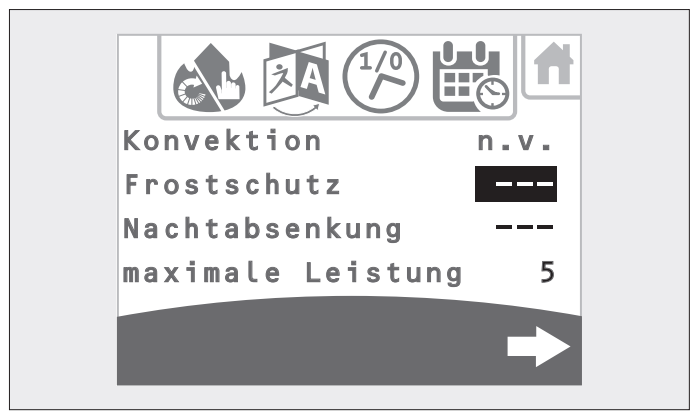 A
1/0
Konvektion n.v.
Frostschutz ---
Nachtabsenkung ---
maximale Leistung 5